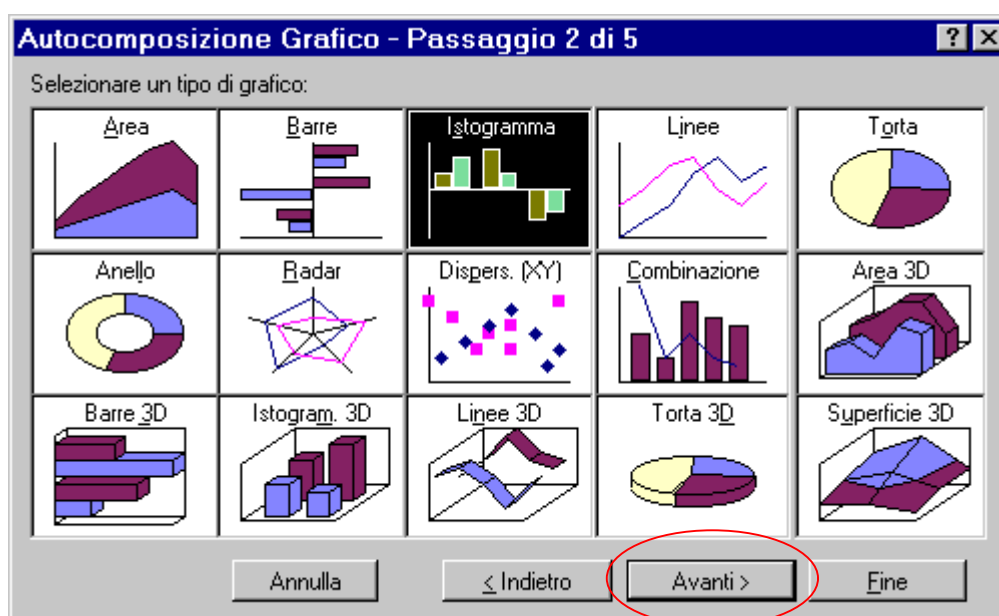 Autocomposizione Grafico - Passaggio 2 di 5
Selezionare un tipo di grafico:
Area Barre Istogramma Linee Torta
Anello Radar Dispers. (XY) Combinazione Area 3D
Barre 3D Istogram. 3D Linee 3D Torta 3D Superficie 3D
Annulla < Indietro Avanti > Fine